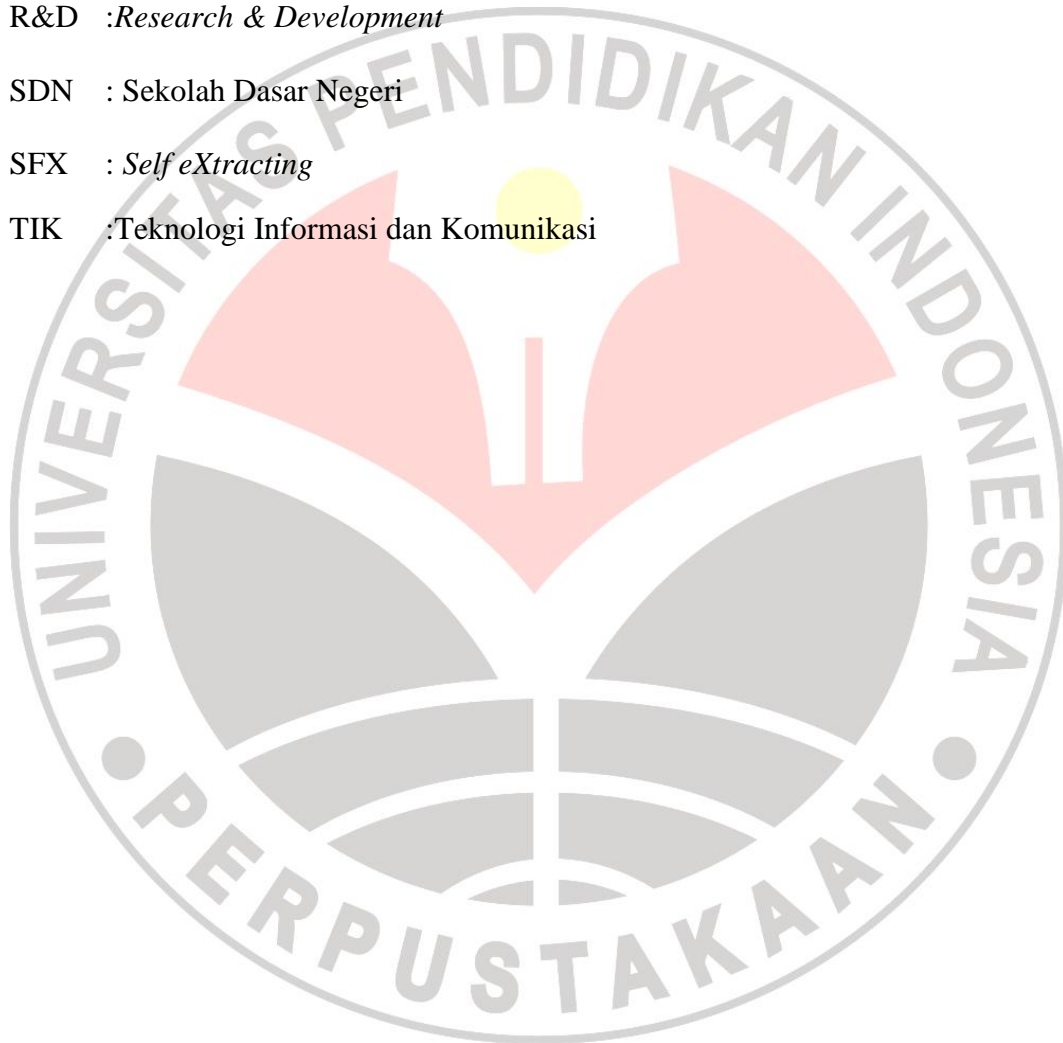 R&D :Research & Development
SDN : Sekolah Dasar Negeri
SFX : Self eXtracting
TIK :Teknologi Informasi dan Komunikasi
UNIVERSITAS PENDIDIKAN INDONESIA
PERPUSTAKAAN